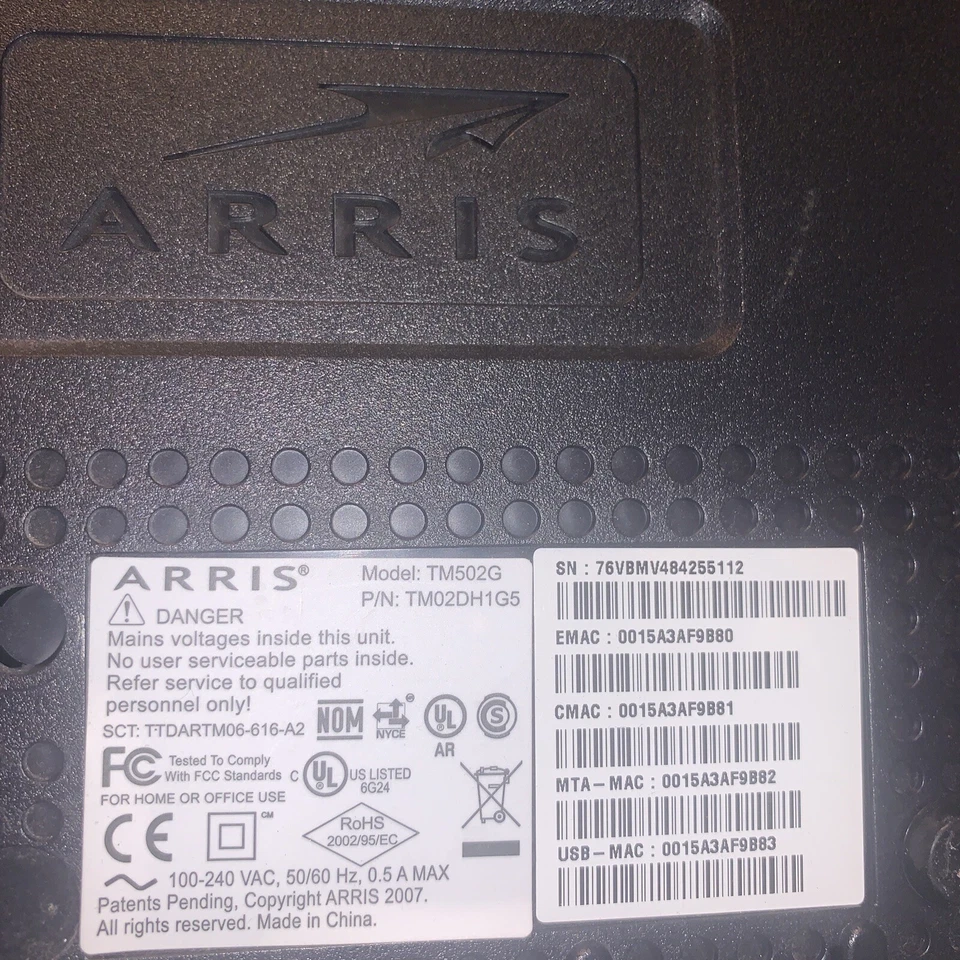 ARRIS
ARRIS®
Model: TM502G
P/N: TM02DH1G5
DANGER
Mains voltages inside this unit.
No user serviceable parts inside.
Refer service to qualified
personnel only!
SCT: TTDARTM06-616-A2
NOM
NYCE
UL
AR
S
FC
Tested To Comply
With FCC Standards
FOR HOME OR OFFICE USE
C UL US LISTED
6G24
CE
RoHS
2002/95/EC
100-240 VAC, 50/60 Hz, 0.5 A MAX
Patents Pending, Copyright ARRIS 2007.
All rights reserved. Made in China.
SN : 76VBMV484255112
EMAC : 0015A3AF9B80
CMAC : 0015A3AF9B81
MTA-MAC : 0015A3AF9B82
USB-MAC : 0015A3AF9B83